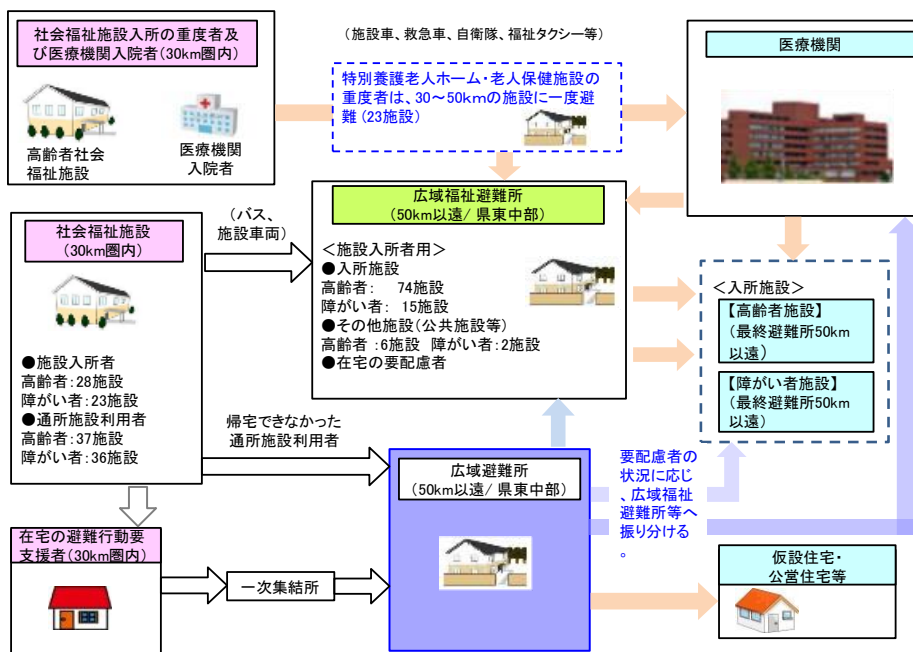 社会福祉施設入所の重度者
及び医療機関入院者(30km圏内)
高齢者社会
福祉施設
医療機関
入院者
(施設車、救急車、自衛隊、福祉タクシー等)
特別養護老人ホーム・老人保健施設の
重度者は、30～50kmの施設に一度避
難(23施設)
医療機関
社会福祉施設
(30km圏内)
●施設入所者
高齢者:28施設
障がい者:23施設
●通所施設利用者
高齢者:37施設
障がい者:36施設
(バス、
施設車両)
広域福祉避難所
(50km以遠/ 県東中部)
＜施設入所者用＞
●入所施設
高齢者: 74施設
障がい者: 15施設
●その他施設(公共施設等)
高齢者:6施設 障がい者:2施設
●在宅の要配慮者
＜入所施設＞
【高齢者施設】
(最終避難所50km
以遠)
【障がい者施設】
(最終避難所50km
以遠)
帰宅できなかった
通所施設利用者
広域避難所
(50km以遠/ 県東中部)
要配慮者の
状況に応じ
、広域福祉
避難所等へ
振り分ける
。
在宅の避難行動要
支援者(30km圏内)
一次集結所
仮設住宅・
公営住宅等